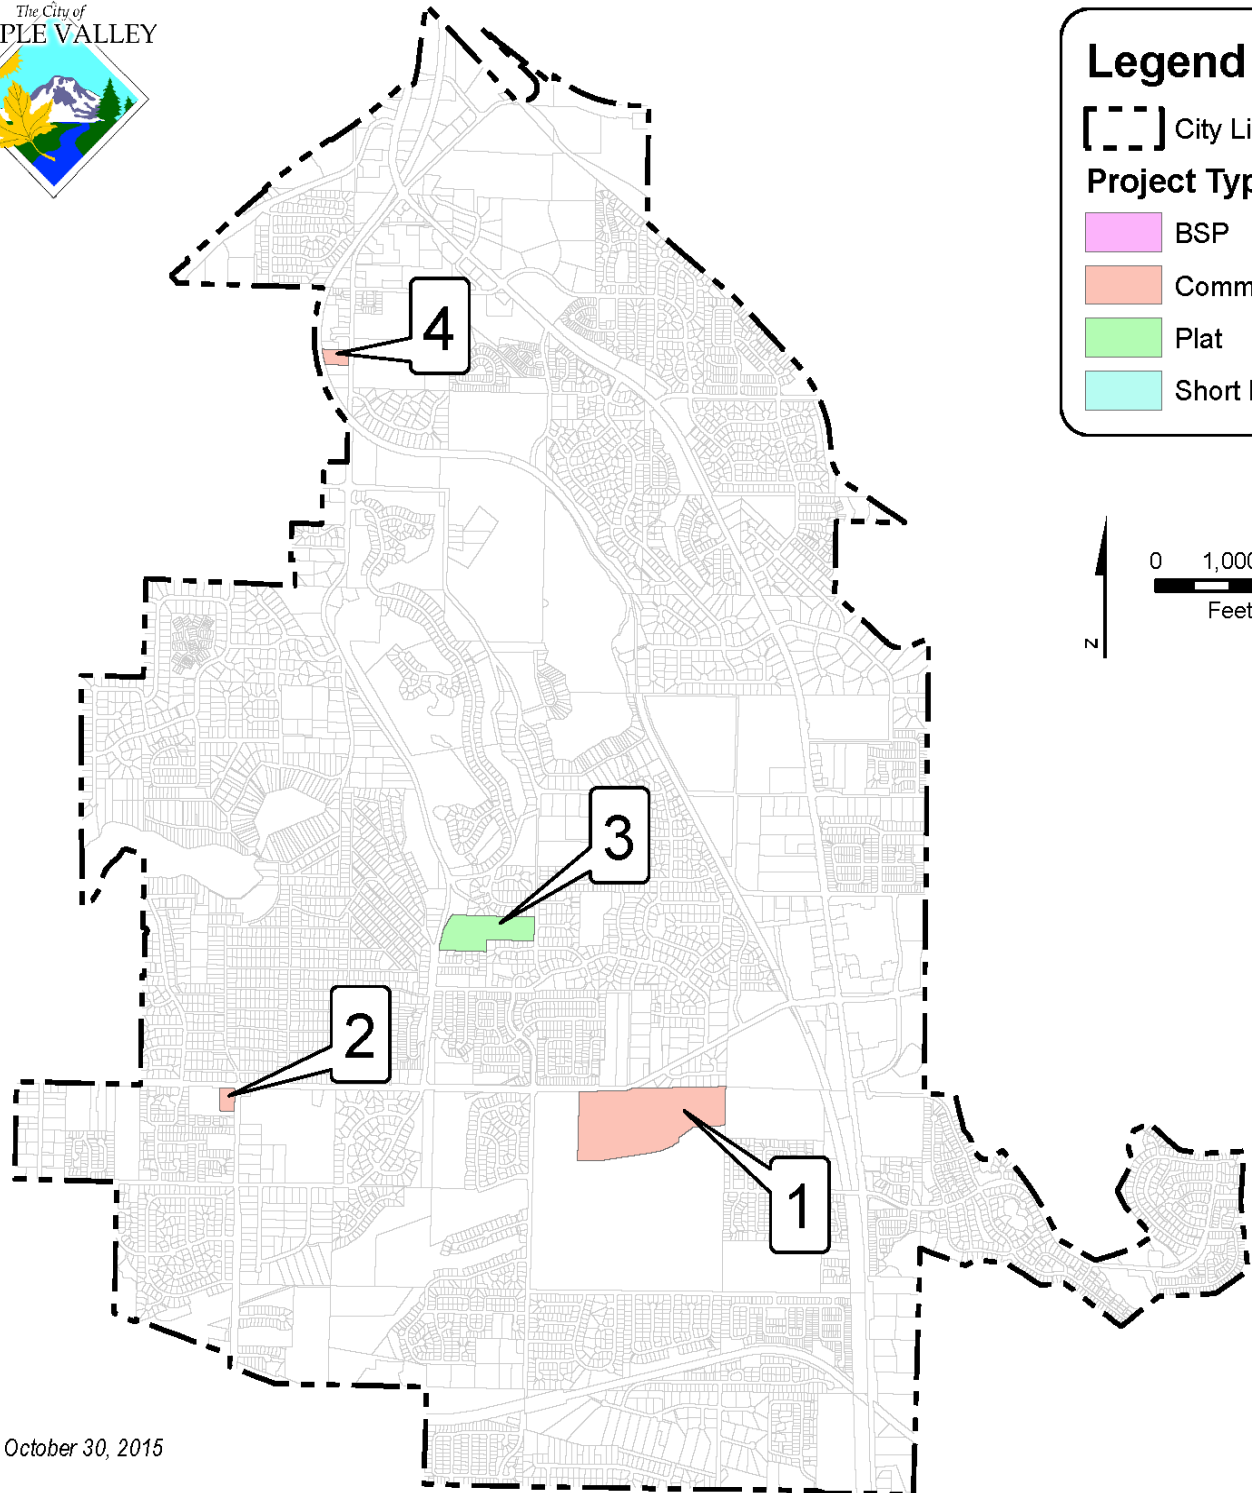 The City of
PLE VALLEY
Legend
City Li
Project Typ
BSP
Comm
Plat
Short
4
0 1,000
Feet
N
3
2
1
October 30, 2015